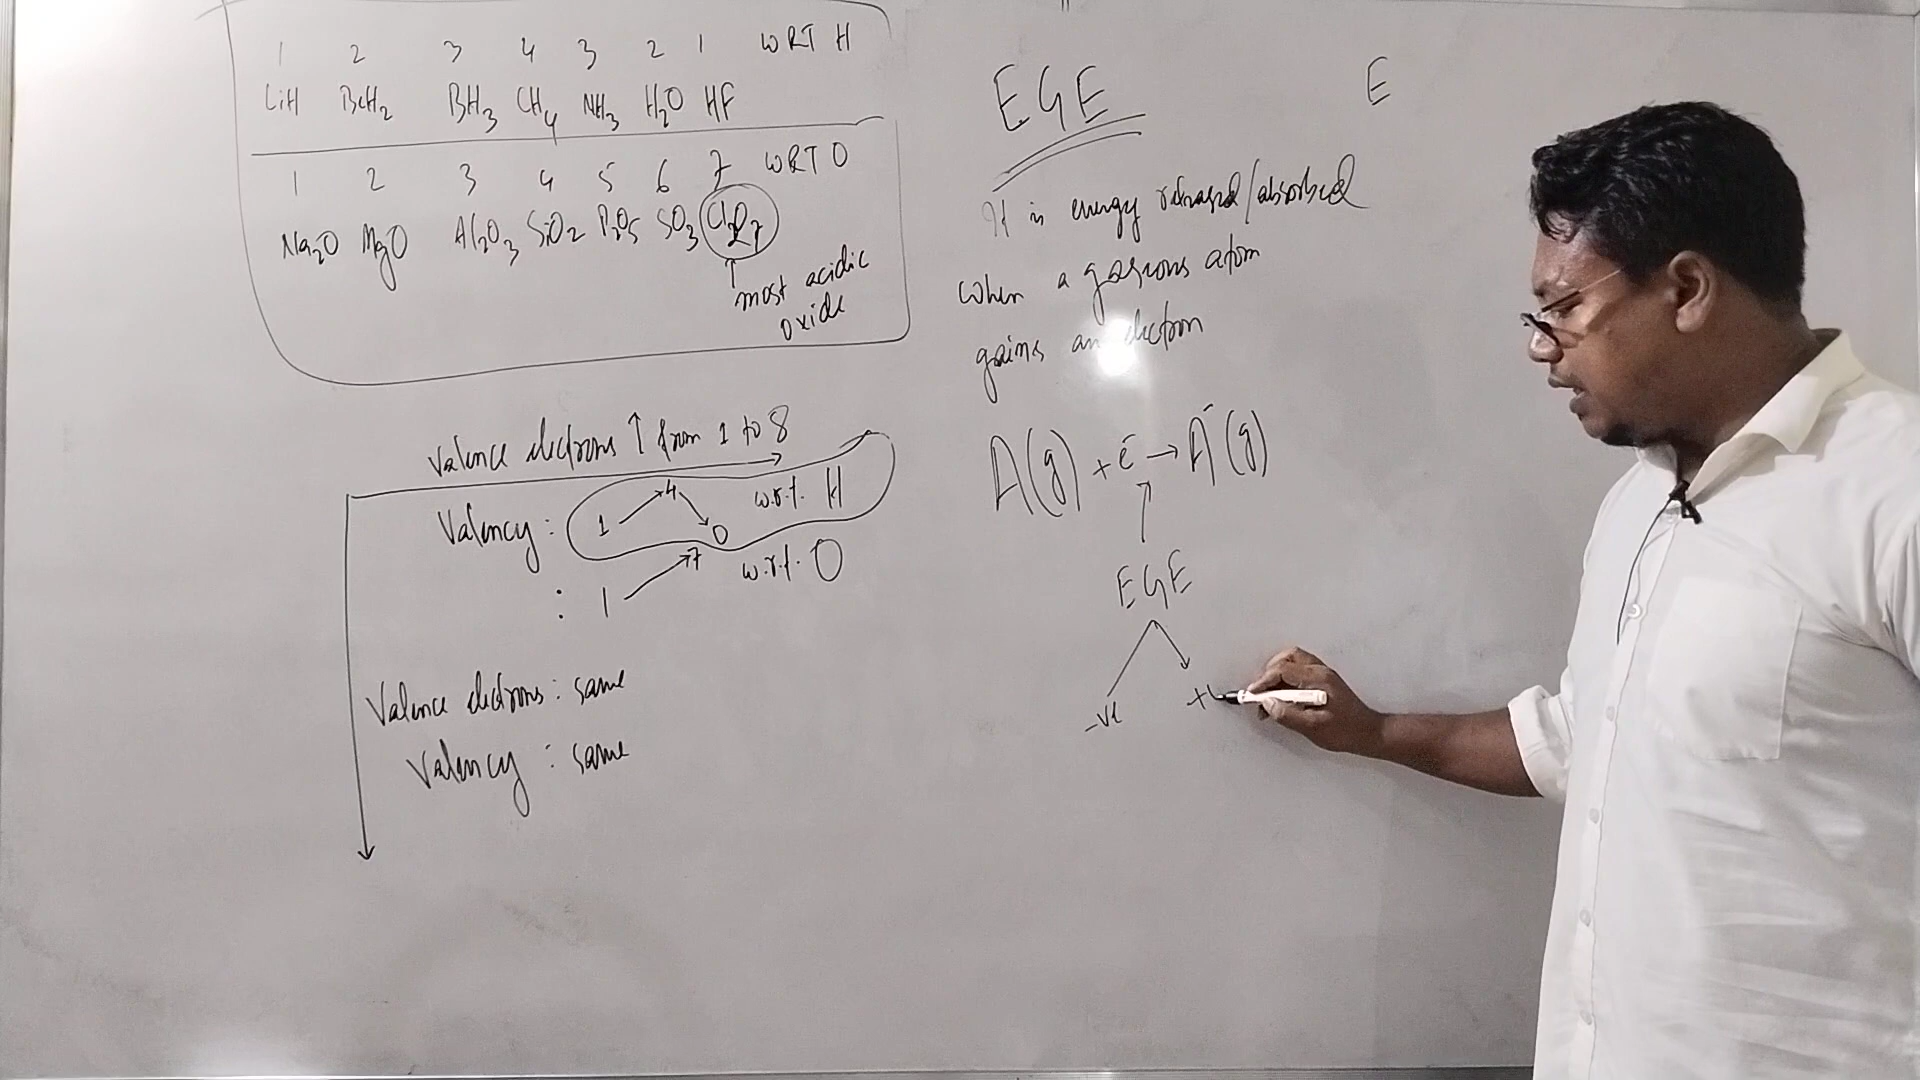 1 2 3 4 3 2 1 WRT H
LiH BeH2 BH3 CH4 NH3 H2O HF
1 2 3 4 5 6 7 WRT O
Na2O MgO Al2O3 SiO2 P2O5 SO3 Cl2O7
↑
most acidic
oxide
Valence electrons ↑ from 1 to 8
Valency : 1 → 4 → 0 w.r.t. H
: 1 → 7 w.r.t. O
Valence electrons : same
Valency : same
EGE
E
It is energy released/absorbed
when a gaseous atom
gains an electron
A(g) + e- → A-(g)
EGE
-ve +